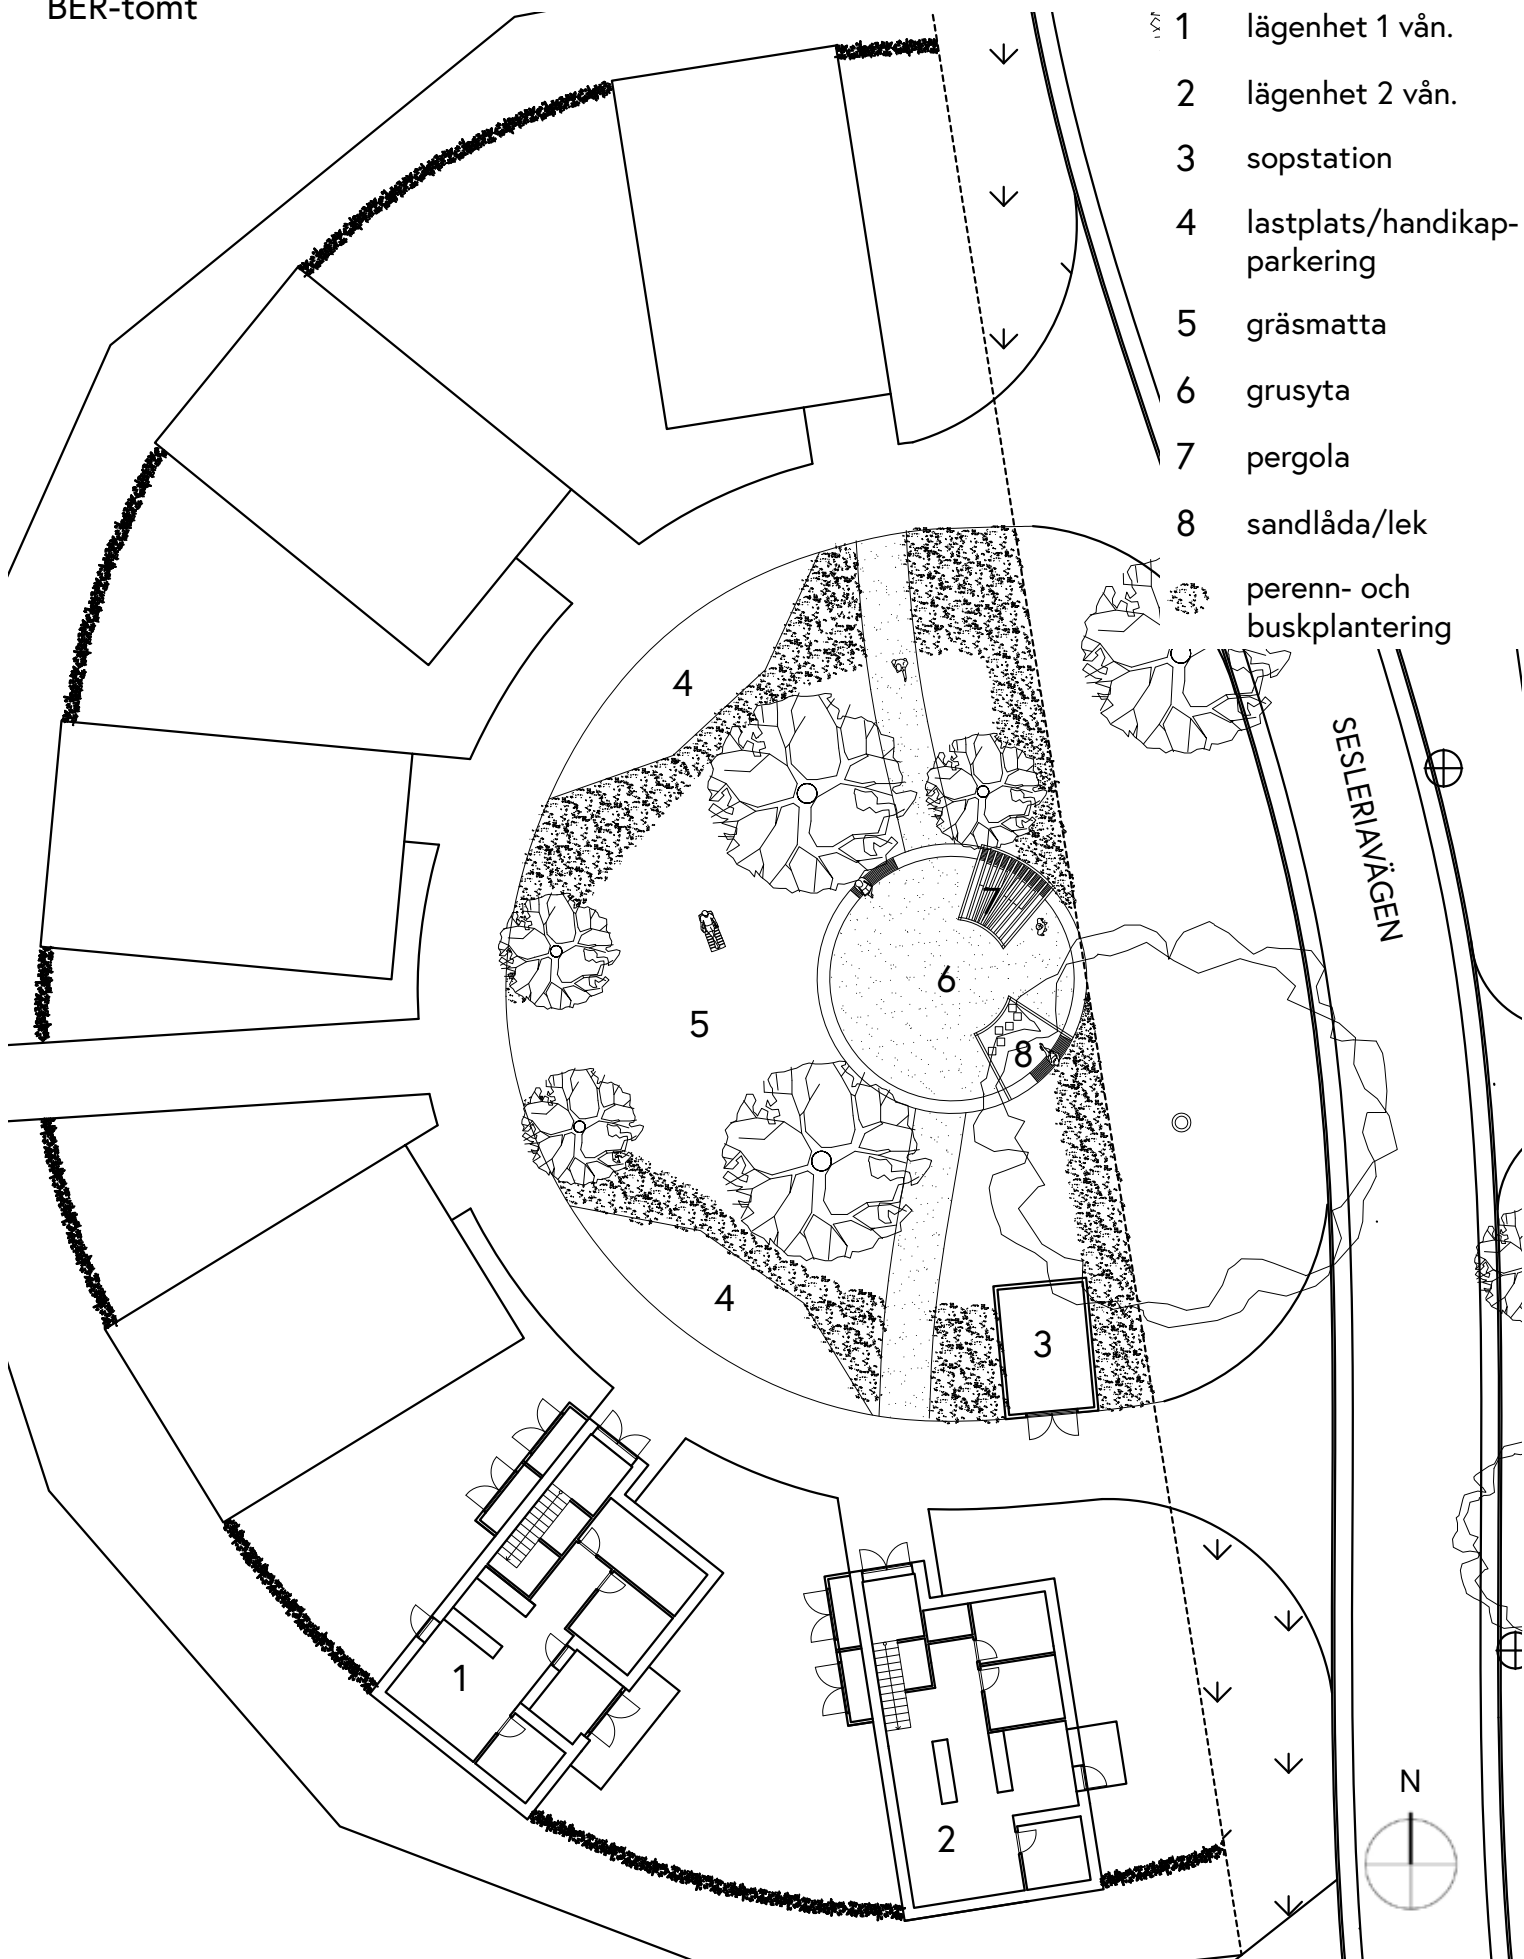 BER-tomt
1 lägenhet 1 vån.
2 lägenhet 2 vån.
3 sopstation
4 lastplats/handikap-
parkering
5 gräsmatta
6 grusyta
7 pergola
8 sandlåda/lek
perenn- och
buskplantering
4
SESLERIAVÄGEN
7
6
5
8
4
3
1
2
N